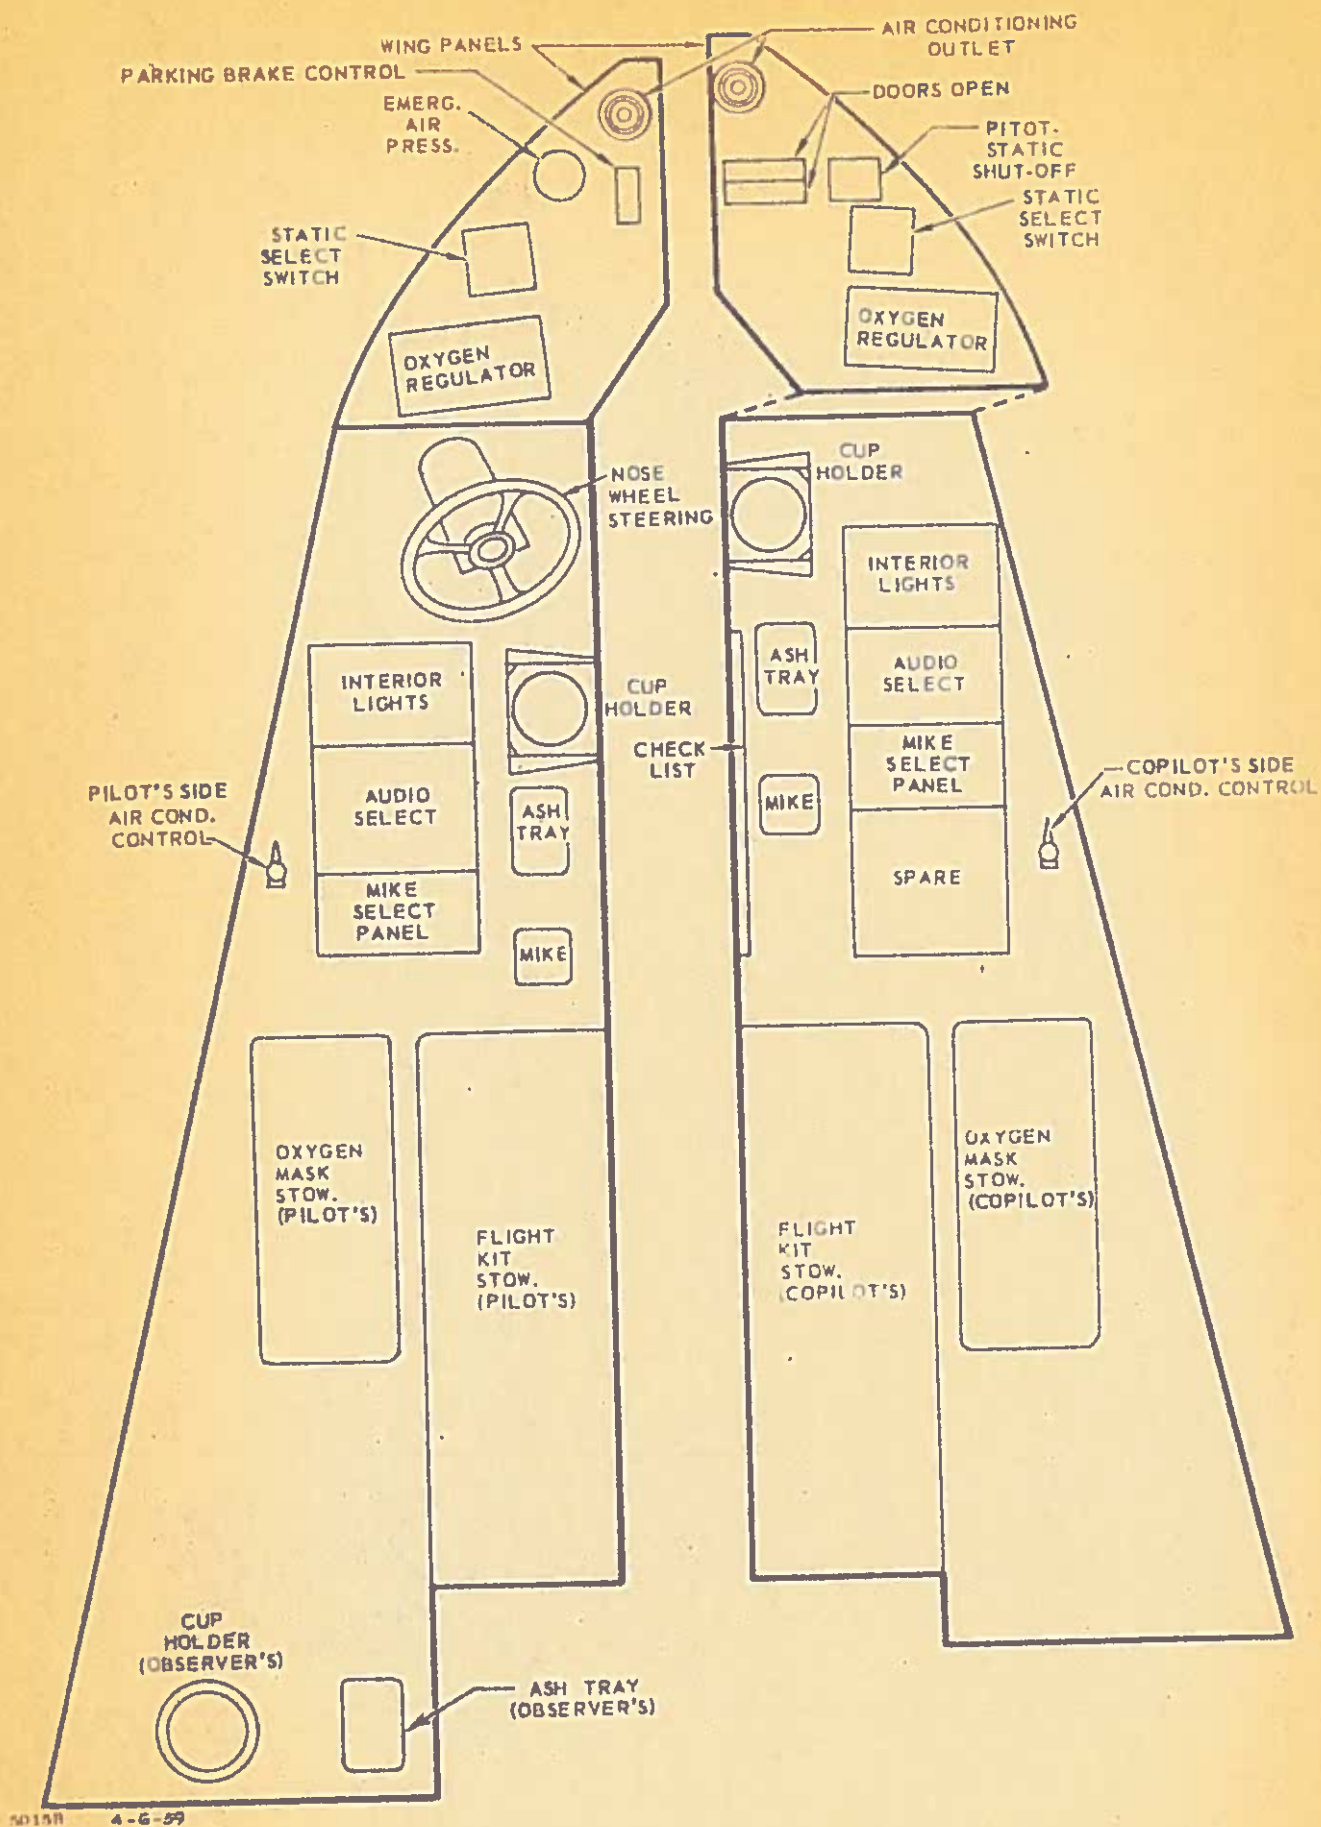 WING PANELS
AIR CONDITIONING
OUTLET
PARKING BRAKE CONTROL
DOORS OPEN
EMERG.
AIR
PRESS.
PITOT-
STATIC
SHUT-OFF
STATIC
SELECT
SWITCH
STATIC
SELECT
SWITCH
OXYGEN
REGULATOR
OXYGEN
REGULATOR
NOSE
WHEEL
STEERING
CUP
HOLDER
INTERIOR
LIGHTS
AUDIO
SELECT
MIKE
SELECT
PANEL
SPARE
ASH
TRAY
MIKE
CHECK
LIST
INTERIOR
LIGHTS
AUDIO
SELECT
MIKE
SELECT
PANEL
CUP
HOLDER
ASH
TRAY
MIKE
PILOT'S SIDE
AIR COND.
CONTROL
COPILOT'S SIDE
AIR COND. CONTROL
OXYGEN
MASK
STOW.
(PILOT'S)
FLIGHT
KIT
STOW.
(PILOT'S)
FLIGHT
KIT
STOW.
(COPILOT'S)
OXYGEN
MASK
STOW.
(COPILOT'S)
CUP
HOLDER
(OBSERVER'S)
ASH TRAY
(OBSERVER'S)
4-6-59